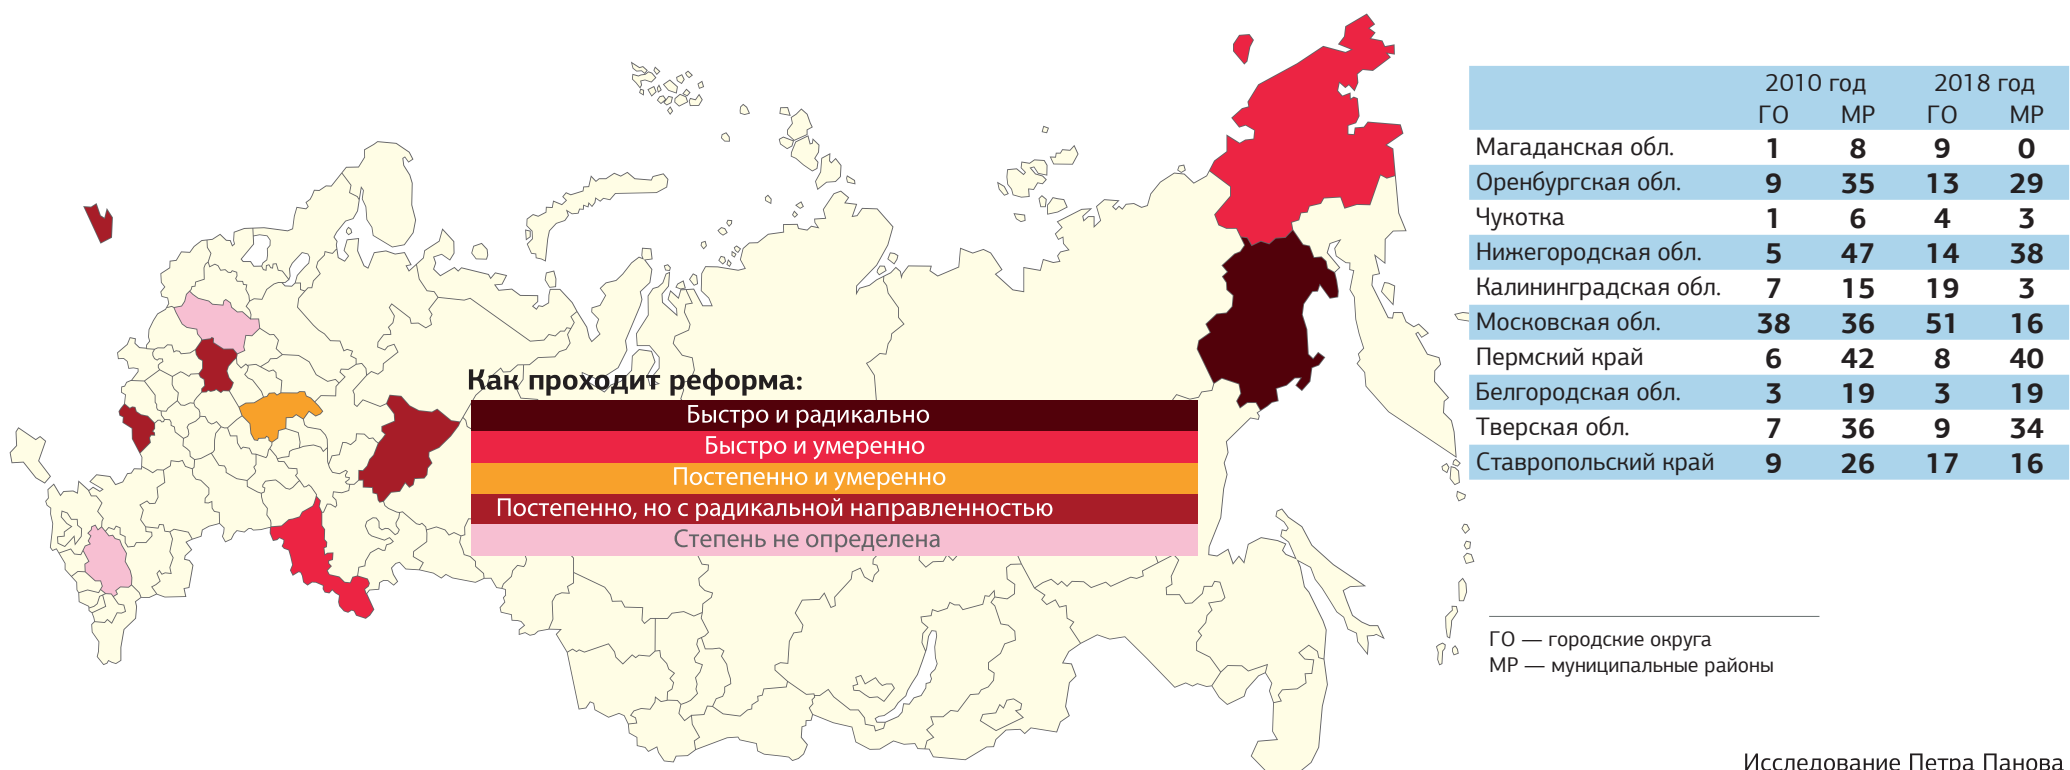 Как проходит реформа:
Быстро и радикально
Быстро и умеренно
Постепенно и умеренно
Постепенно, но с радикальной направленностью
Степень не определена
2010 год 2018 год
ГО МР ГО МР
Магаданская обл. 1 8 9 0
Оренбургская обл. 9 35 13 29
Чукотка 1 6 4 3
Нижегородская обл. 5 47 14 38
Калининградская обл. 7 15 19 3
Московская обл. 38 36 51 16
Пермский край 6 42 8 40
Белгородская обл. 3 19 3 19
Тверская обл. 7 36 9 34
Ставропольский край 9 26 17 16
ГО — городские округа
МР — муниципальные районы
Исследование Петра Панова